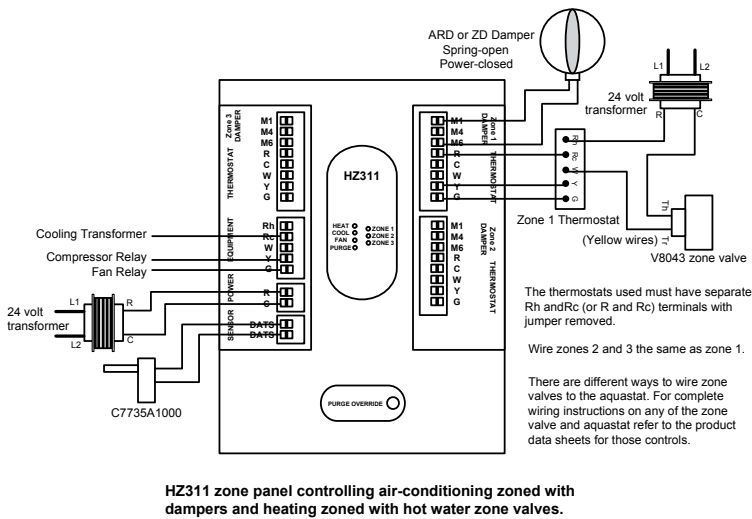 ARD or ZD Damper
Spring-open
Power-closed
L1
L2
24 volt
transformer
R
C
Zone 3
DAMPER
THERMOSTAT
M1
M4
M6
R
C
W
Y
G
HZ311
HEAT
COOL
FAN
PURGE
ZONE 1
ZONE 2
ZONE 3
M1
M4
M6
R
C
W
Y
G
Zone 1
DAMPER
THERMOSTAT
Rh
Rc
W
Y
G
Zone 1 Thermostat
Th
Tr
(Yellow wires)
V8043 zone valve
Cooling Transformer
Compressor Relay
Fan Relay
EQUIPMENT
Rh
Rc
W
Y
G
M1
M4
M6
R
C
W
Y
G
Zone 2
DAMPER
THERMOSTAT
24 volt
transformer
L1
L2
R
C
POWER
R
C
SENSOR
DATS
DATS
C7735A1000
PURGE OVERRIDE
The thermostats used must have separate
Rh andRc (or R and Rc) terminals with
jumper removed.
Wire zones 2 and 3 the same as zone 1.
There are different ways to wire zone
valves to the aquastat. For complete
wiring instructions on any of the zone
valve and aquastat refer to the product
data sheets for those controls.
HZ311 zone panel controlling air-conditioning zoned with
dampers and heating zoned with hot water zone valves.